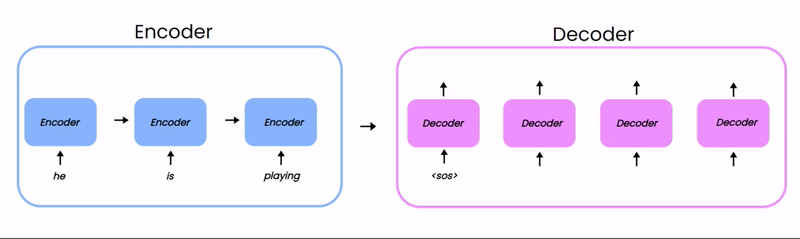 Encoder
Decoder
Encoder
Encoder
Encoder
Decoder
Decoder
Decoder
Decoder
he
is
playing
<sos>